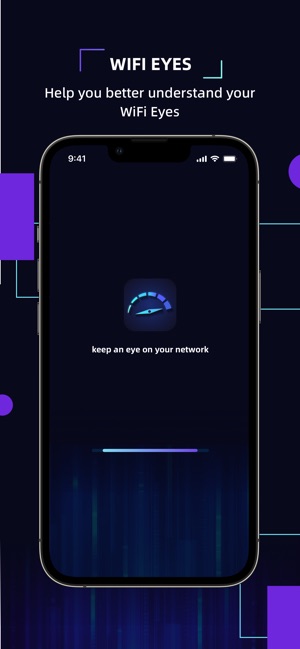 WIFI EYES
Help you better understand your
WiFi Eyes
9:41
keep an eye on your network